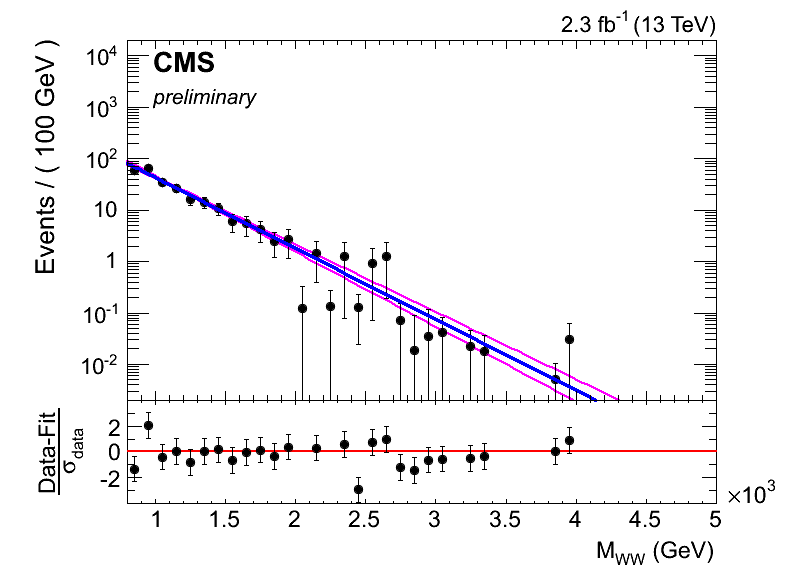 2.3 fb⁻¹ (13 TeV)
CMS
preliminary
Events / ( 100 GeV )
10⁴
10³
10²
10
1
10⁻¹
10⁻²
Data-Fit
σ_data
2
0
-2
1 1.5 2 2.5 3 3.5 4 4.5 5
×10³
M_WW (GeV)